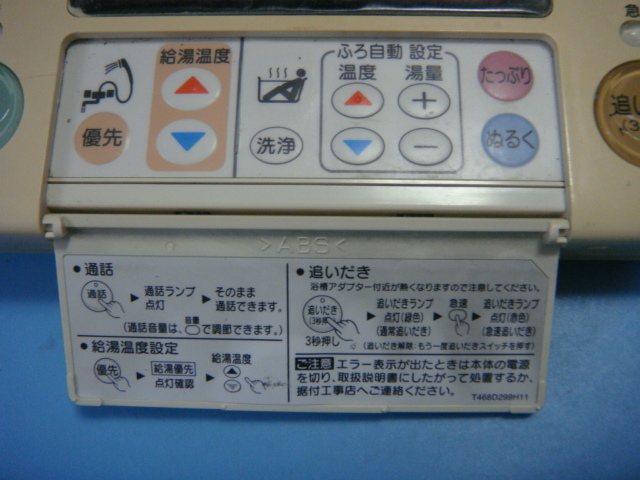 急
給湯温度
ふろ自動 設定
温度 湯量
たっぷり
追い
(3
優先
洗浄
ぬるく
>ABS<
●通話
通話
通話ランプ
点灯
そのまま
通話できます。
(通話音量は、音量で調節できます。)
●給湯温度設定
優先
給湯優先
点灯確認
給湯温度
●追いだき
浴槽アダプター付近が熱くなりますので注意してください。
追いだき
(3秒押し)
3秒押し
追いだきランプ
点灯(緑色)
(通常追いだき)
急速
追いだきランプ
点灯(赤色)
(急速追いだき)
(追いだき解除:もう一度追いだきスイッチを押す)
ご注意 エラー表示が出たときは本体の電源
を切り、取扱説明書にしたがって処置するか、
据付工事店へご連絡ください。
T468D298H11